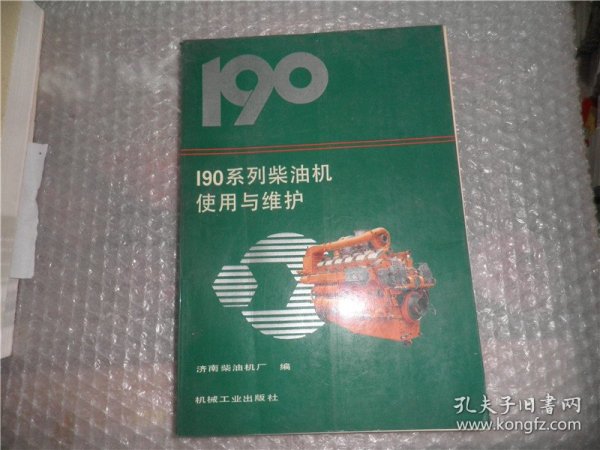 190
190系列柴油机
使用与维护
济南柴油机厂 编
机械工业出版社
孔夫子旧书网
www.kongfz.com